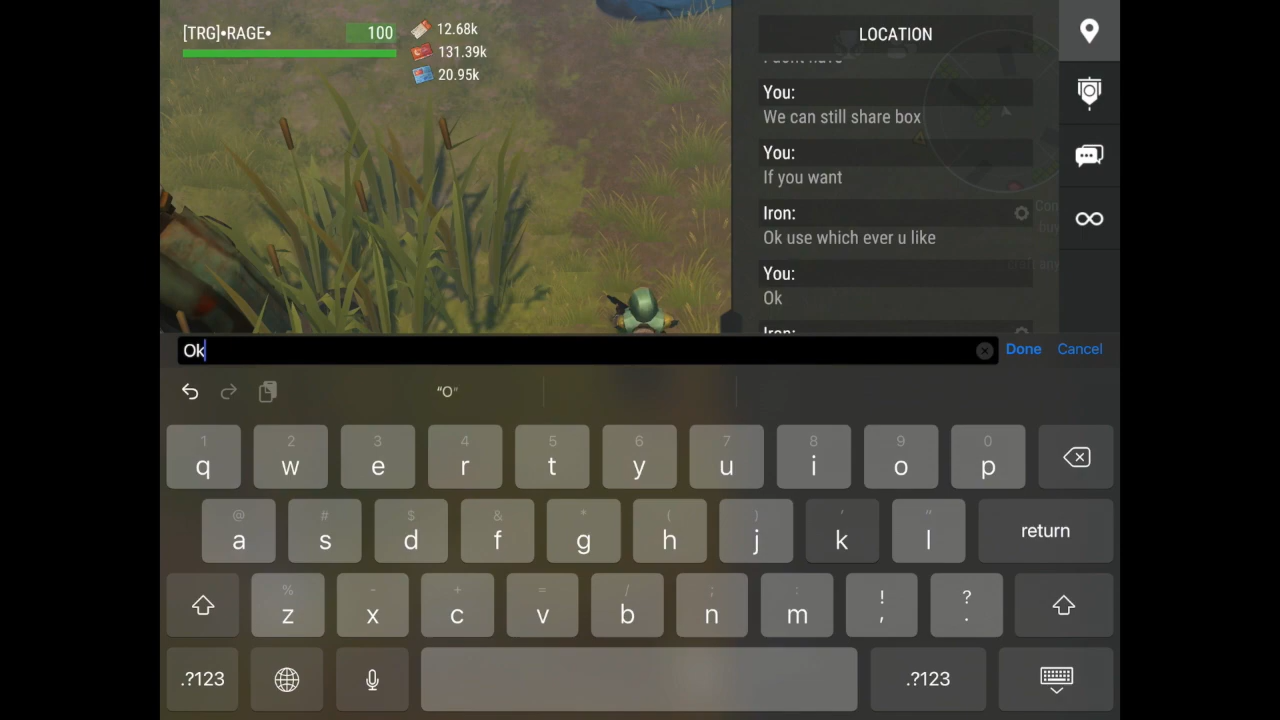 [TRG]•RAGE•
100
12.68k
131.39k
20.95k
LOCATION
You:
We can still share box
You:
If you want
Iron:
Ok use which ever u like
You:
Ok
Iron:
Ok
Done
Cancel
“O”
1 2 3 4 5 6 7 8 9 0
q w e r t y u i o p
@ # $ & * ( ) ' "
a s d f g h j k l
return
% - + = / ; : ! ?
z x c v b n m , .
.?123
.?123